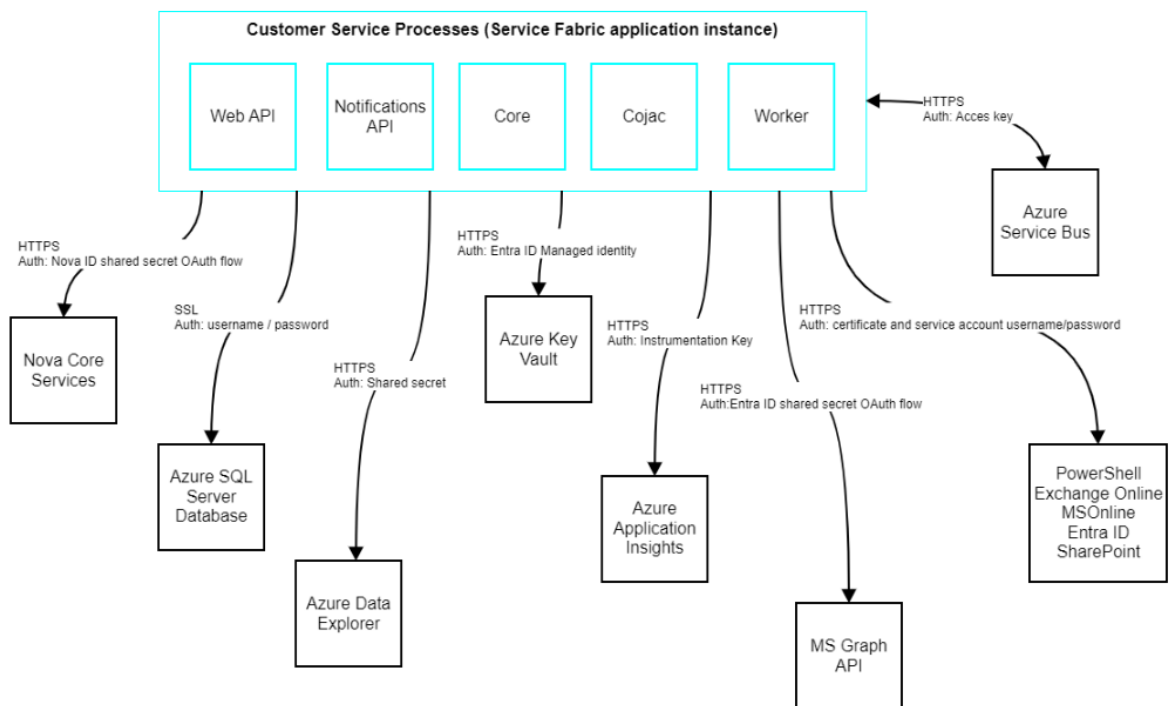 Customer Service Processes (Service Fabric application instance)
Web API
Notifications
API
Core
Cojac
Worker
HTTPS
Auth: Acces key
Azure
Service Bus
HTTPS
Auth: Nova ID shared secret OAuth flow
Nova Core
Services
SSL
Auth: username / password
Azure SQL
Server
Database
HTTPS
Auth: Shared secret
Azure Data
Explorer
HTTPS
Auth: Entra ID Managed identity
Azure Key
Vault
HTTPS
Auth: Instrumentation Key
Azure
Application
Insights
HTTPS
Auth:Entra ID shared secret OAuth flow
MS Graph
API
HTTPS
Auth: certificate and service account username/password
PowerShell
Exchange Online
MSOnline
Entra ID
SharePoint